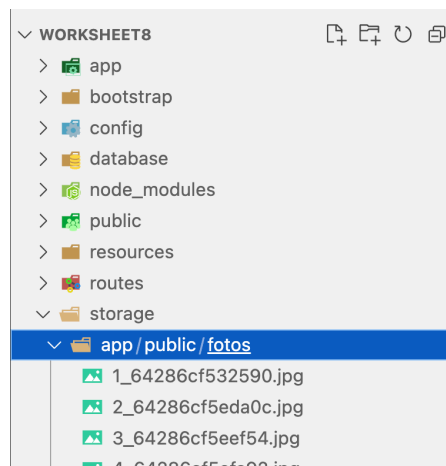 WORKSHEET8
app
bootstrap
config
database
node_modules
public
resources
routes
storage
app/public/fotos
1_64286cf532590.jpg
2_64286cf5eda0c.jpg
3_64286cf5eef54.jpg